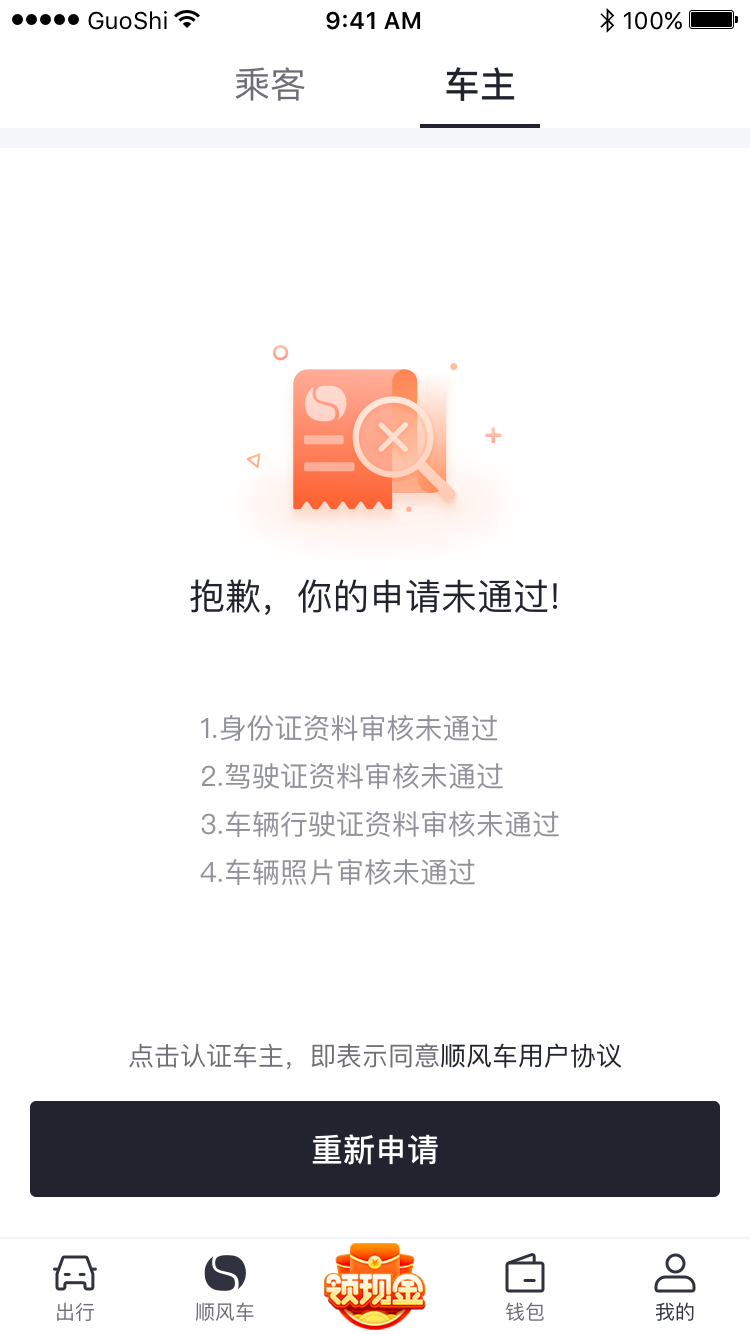 GuoShi 9:41 AM 100%
乘客 车主
抱歉，你的申请未通过!
1.身份证资料审核未通过
2.驾驶证资料审核未通过
3.车辆行驶证资料审核未通过
4.车辆照片审核未通过
点击认证车主，即表示同意顺风车用户协议
重新申请
领现金
出行 顺风车 钱包 我的